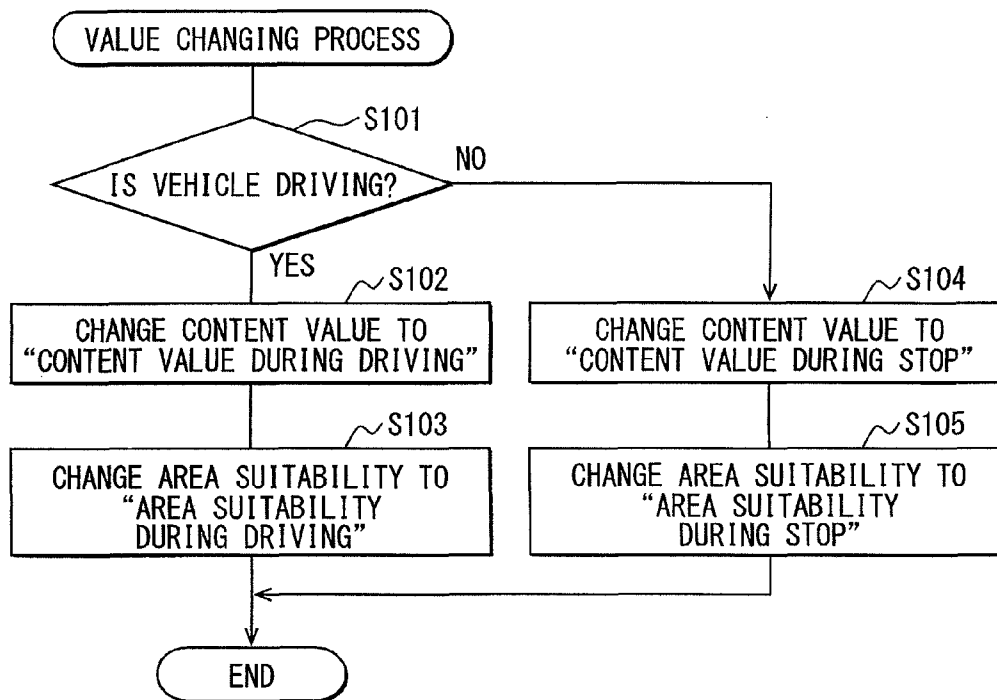 VALUE CHANGING PROCESS
S101
IS VEHICLE DRIVING?
NO
YES
S102
CHANGE CONTENT VALUE TO
“CONTENT VALUE DURING DRIVING”
S104
CHANGE CONTENT VALUE TO
“CONTENT VALUE DURING STOP”
S103
CHANGE AREA SUITABILITY TO
“AREA SUITABILITY
DURING DRIVING”
S105
CHANGE AREA SUITABILITY TO
“AREA SUITABILITY
DURING STOP”
END